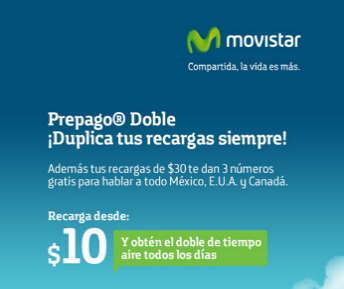 movistar
Compartida, la vida es más.
Prepago® Doble
¡Duplica tus recargas siempre!
Además tus recargas de $30 te dan 3 números
gratis para hablar a todo México, E.U.A. y Canadá.
Recarga desde:
$10
Y obtén el doble de tiempo
aire todos los días